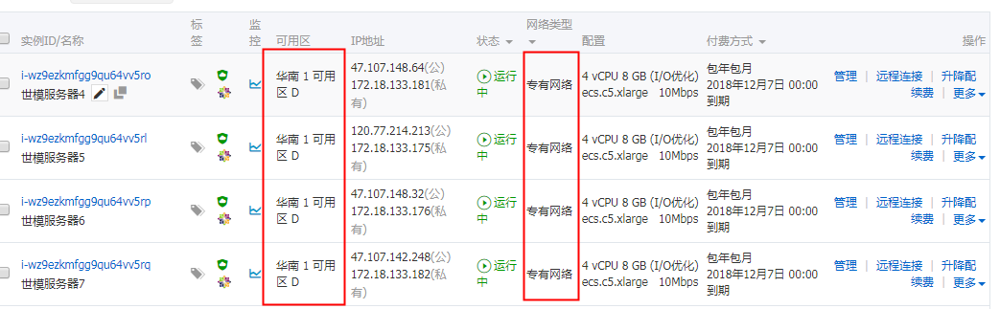 实例ID/名称 标签 监控 可用区 IP地址 状态 网络类型 配置 付费方式 操作
i-wz9ezkmfgg9qu64vv5ro
世模服务器4
华南 1 可用
区 D
47.107.148.64(公)
172.18.133.181(私
有)
运行
中
专有网络
4 vCPU 8 GB (I/O优化)
ecs.c5.xlarge 10Mbps
包年包月
2018年12月7日 00:00
到期
管理 | 远程连接 | 升降配
续费 | 更多
i-wz9ezkmfgg9qu64vv5rl
世模服务器5
华南 1 可用
区 D
120.77.214.213(公)
172.18.133.175(私
有)
运行
中
专有网络
4 vCPU 8 GB (I/O优化)
ecs.c5.xlarge 10Mbps
包年包月
2018年12月7日 00:00
到期
管理 | 远程连接 | 升降配
续费 | 更多
i-wz9ezkmfgg9qu64vv5rp
世模服务器6
华南 1 可用
区 D
47.107.148.32(公)
172.18.133.176(私
有)
运行
中
专有网络
4 vCPU 8 GB (I/O优化)
ecs.c5.xlarge 10Mbps
包年包月
2018年12月7日 00:00
到期
管理 | 远程连接 | 升降配
续费 | 更多
i-wz9ezkmfgg9qu64vv5rq
世模服务器7
华南 1 可用
区 D
47.107.142.248(公)
172.18.133.182(私
有)
运行
中
专有网络
4 vCPU 8 GB (I/O优化)
ecs.c5.xlarge 10Mbps
包年包月
2018年12月7日 00:00
到期
管理 | 远程连接 | 升降配
续费 | 更多